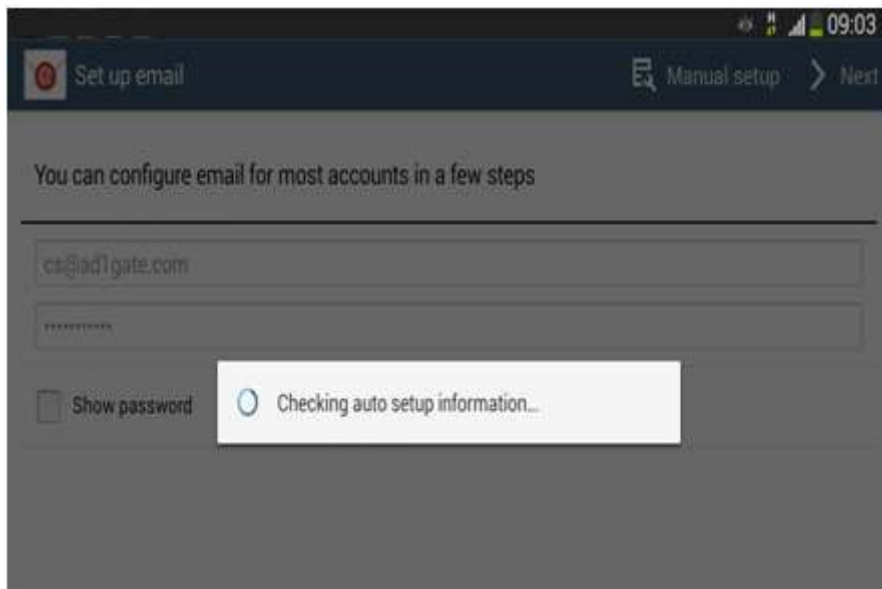 09:03
Set up email
Manual setup
Next
You can configure email for most accounts in a few steps
cs@ad1gate.com
•••••••••••
Show password
Checking auto setup information...